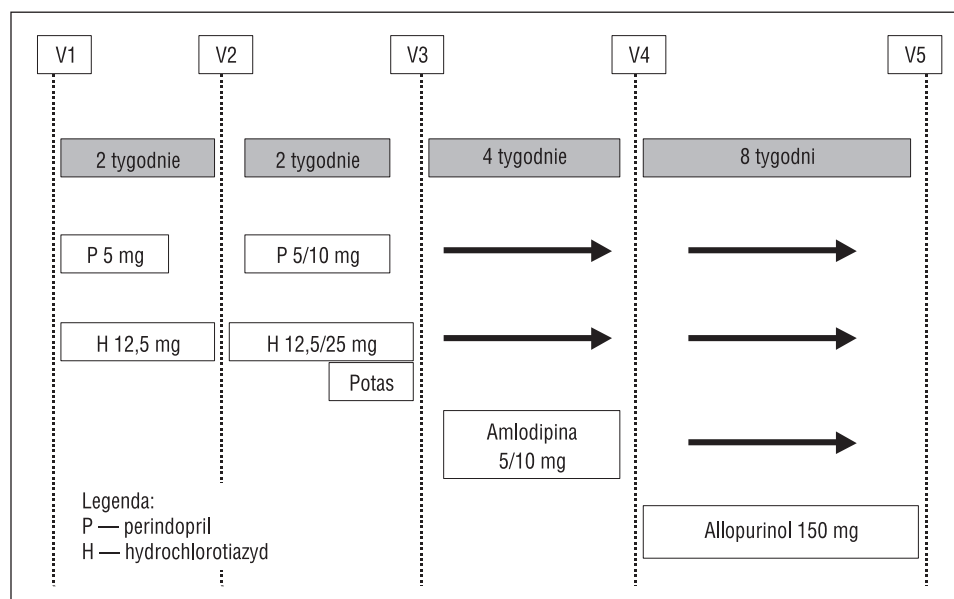 V1
V2
V3
V4
V5
2 tygodnie
2 tygodnie
4 tygodnie
8 tygodni
P 5 mg
P 5/10 mg
H 12,5 mg
H 12,5/25 mg
Potas
Amlodipina
5/10 mg
Legenda:
P — perindopril
H — hydrochlorotiazyd
Allopurinol 150 mg